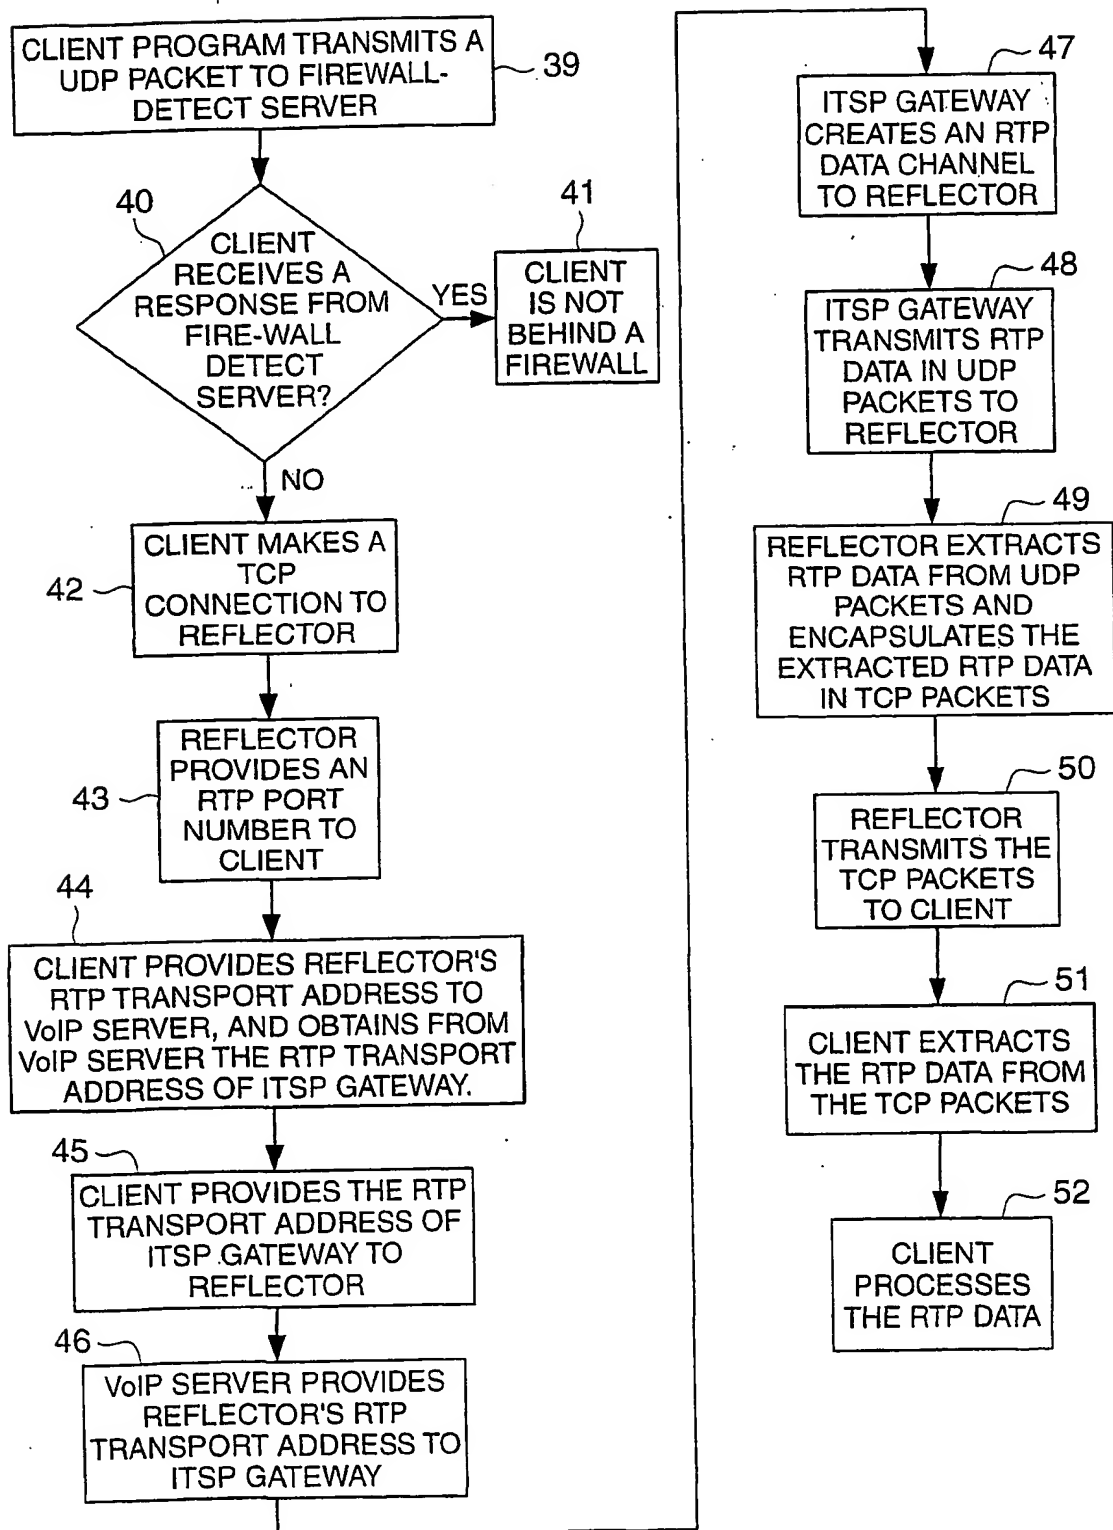 CLIENT PROGRAM TRANSMITS A
UDP PACKET TO FIREWALL-
DETECT SERVER
39
40
CLIENT
RECEIVES A
RESPONSE FROM
FIRE-WALL
DETECT
SERVER?
YES
41
CLIENT
IS NOT
BEHIND A
FIREWALL
NO
42
CLIENT MAKES A
TCP
CONNECTION TO
REFLECTOR
43
REFLECTOR
PROVIDES AN
RTP PORT
NUMBER TO
CLIENT
44
CLIENT PROVIDES REFLECTOR'S
RTP TRANSPORT ADDRESS TO
VoIP SERVER, AND OBTAINS FROM
VoIP SERVER THE RTP TRANSPORT
ADDRESS OF ITSP GATEWAY.
45
CLIENT PROVIDES THE RTP
TRANSPORT ADDRESS OF
ITSP GATEWAY TO
REFLECTOR
46
VoIP SERVER PROVIDES
REFLECTOR'S RTP
TRANSPORT ADDRESS TO
ITSP GATEWAY
47
ITSP GATEWAY
CREATES AN RTP
DATA CHANNEL
TO REFLECTOR
48
ITSP GATEWAY
TRANSMITS RTP
DATA IN UDP
PACKETS TO
REFLECTOR
49
REFLECTOR EXTRACTS
RTP DATA FROM UDP
PACKETS AND
ENCAPSULATES THE
EXTRACTED RTP DATA
IN TCP PACKETS
50
REFLECTOR
TRANSMITS THE
TCP PACKETS
TO CLIENT
51
CLIENT EXTRACTS
THE RTP DATA FROM
THE TCP PACKETS
52
CLIENT
PROCESSES
THE RTP DATA